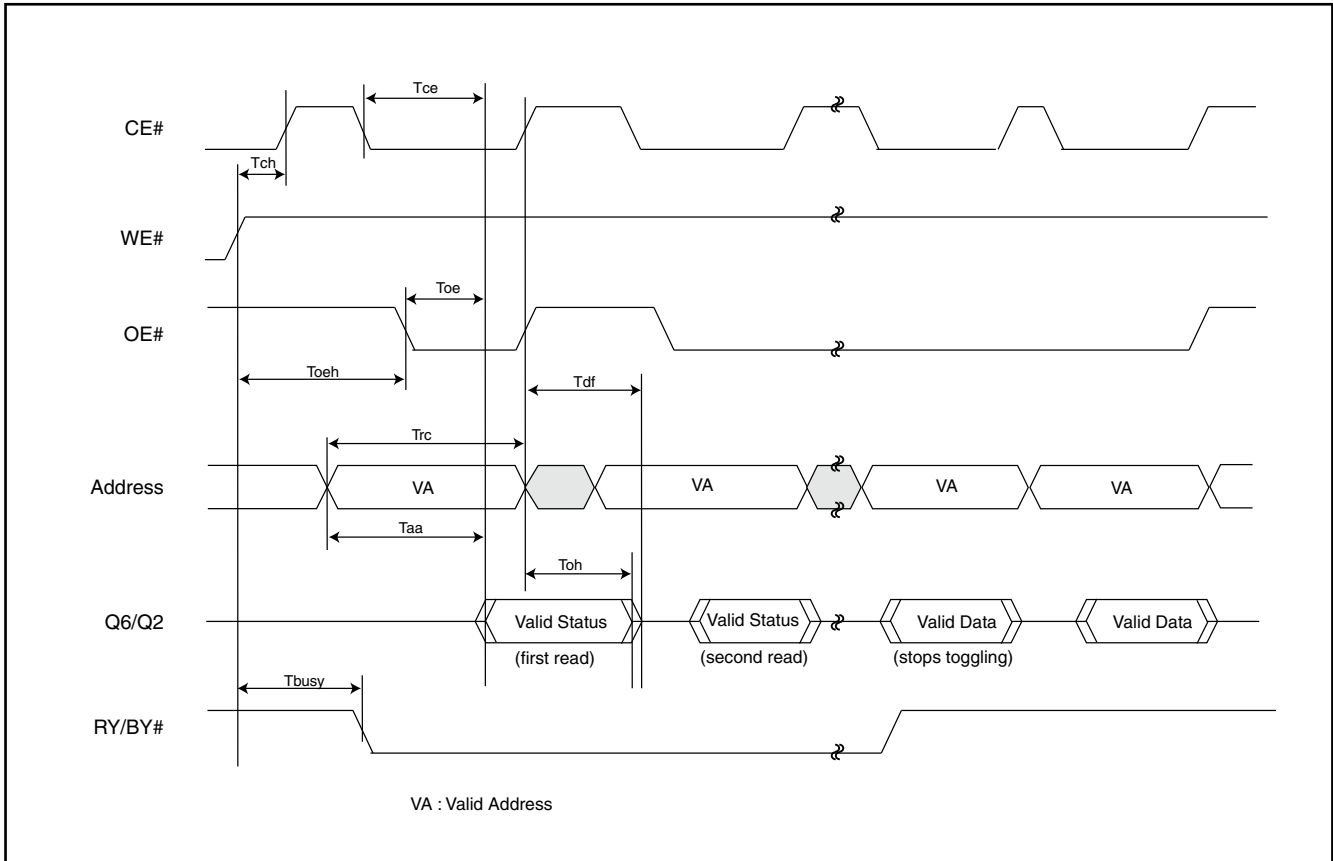 Tce
CE#
Tch
WE#
Toe
OE#
Toeh
Tdf
Trc
Address
VA
VA
VA
VA
Taa
Toh
Q6/Q2
Valid Status
Valid Status
Valid Data
Valid Data
(first read)
(second read)
(stops toggling)
Tbusy
RY/BY#
VA : Valid Address